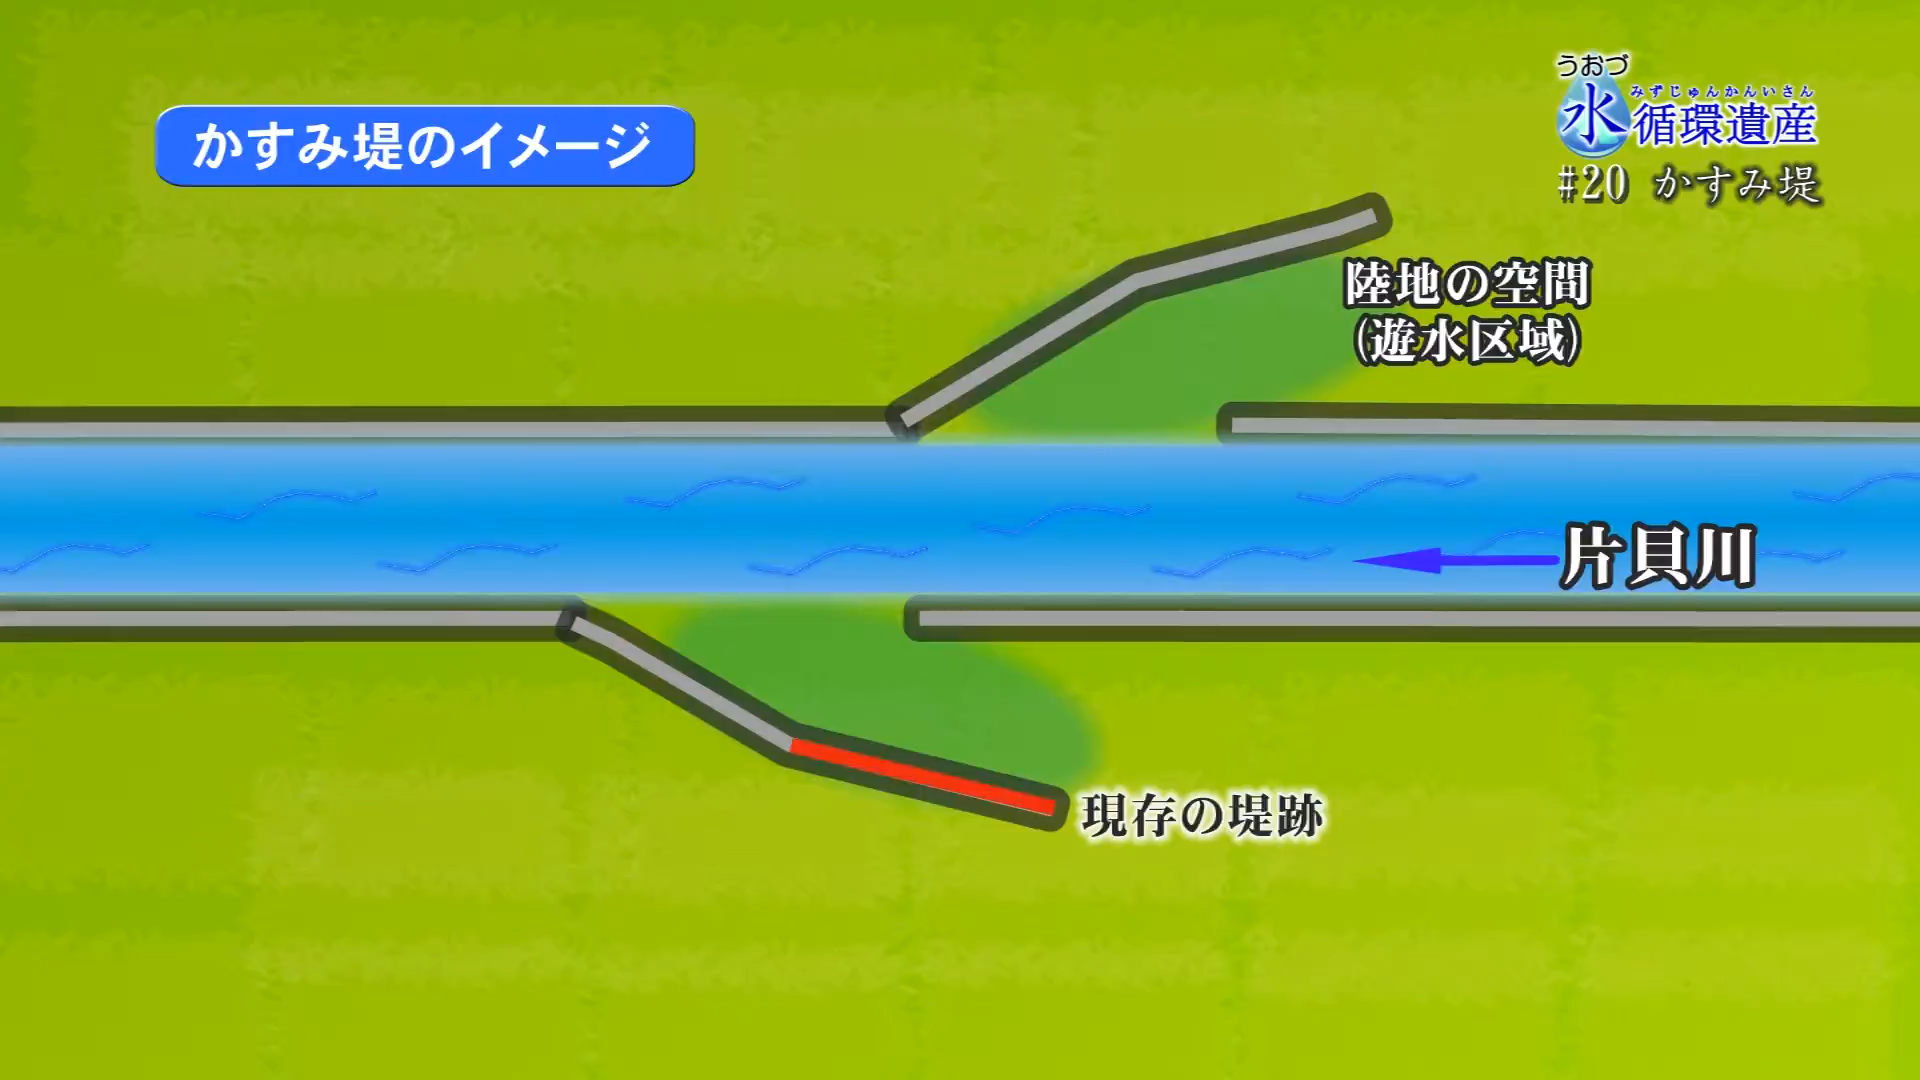 かすみ堤のイメージ
うおづ
みずじゅんかんいさん
水循環遺産
#20 かすみ堤
陸地の空間
(遊水区域)
片貝川
現存の堤跡